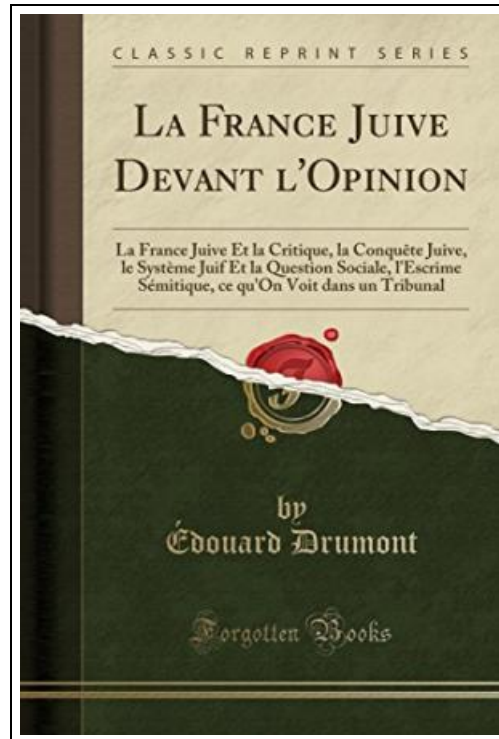 CLASSIC REPRINT SERIES
LA FRANCE JUIVE
DEVANT L'OPINION
La France Juive Et la Critique, la Conquête Juive,
le Système Juif Et la Question Sociale, l'Escrime
Sémitique, ce qu'On Voit dans un Tribunal
by
Édouard Drumont
Forgotten Books